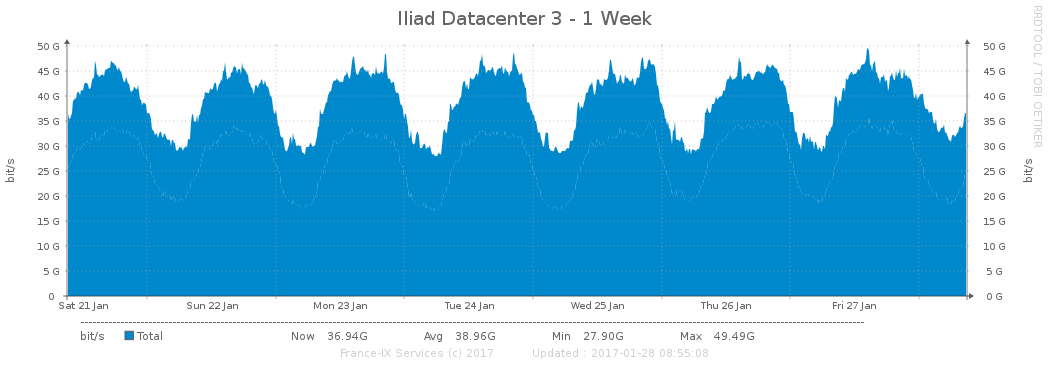 Iliad Datacenter 3 - 1 Week
RRDTOOL / TOBI OETIKER
bit/s
50 G 50 G
45 G 45 G
40 G 40 G
35 G 35 G
30 G 30 G
25 G 25 G
20 G 20 G
15 G 15 G
10 G 10 G
5 G 5 G
0 0 G
bit/s
Sat 21 Jan Sun 22 Jan Mon 23 Jan Tue 24 Jan Wed 25 Jan Thu 26 Jan Fri 27 Jan
bit/s Total Now 36.94G Avg 38.96G Min 27.90G Max 49.49G
France-IX Services (c) 2017 Updated : 2017-01-28 08:55:08